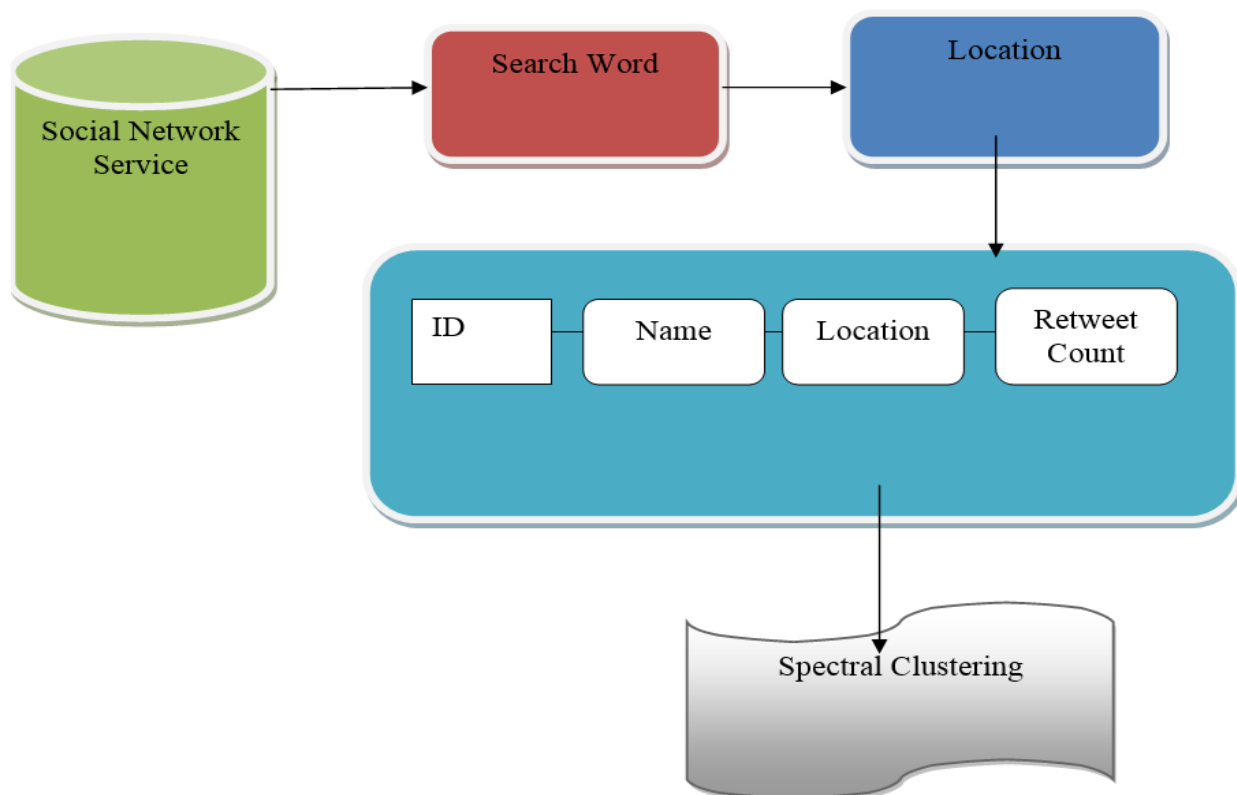 Social Network
Service
Search Word
Location
ID
Name
Location
Retweet
Count
Spectral Clustering